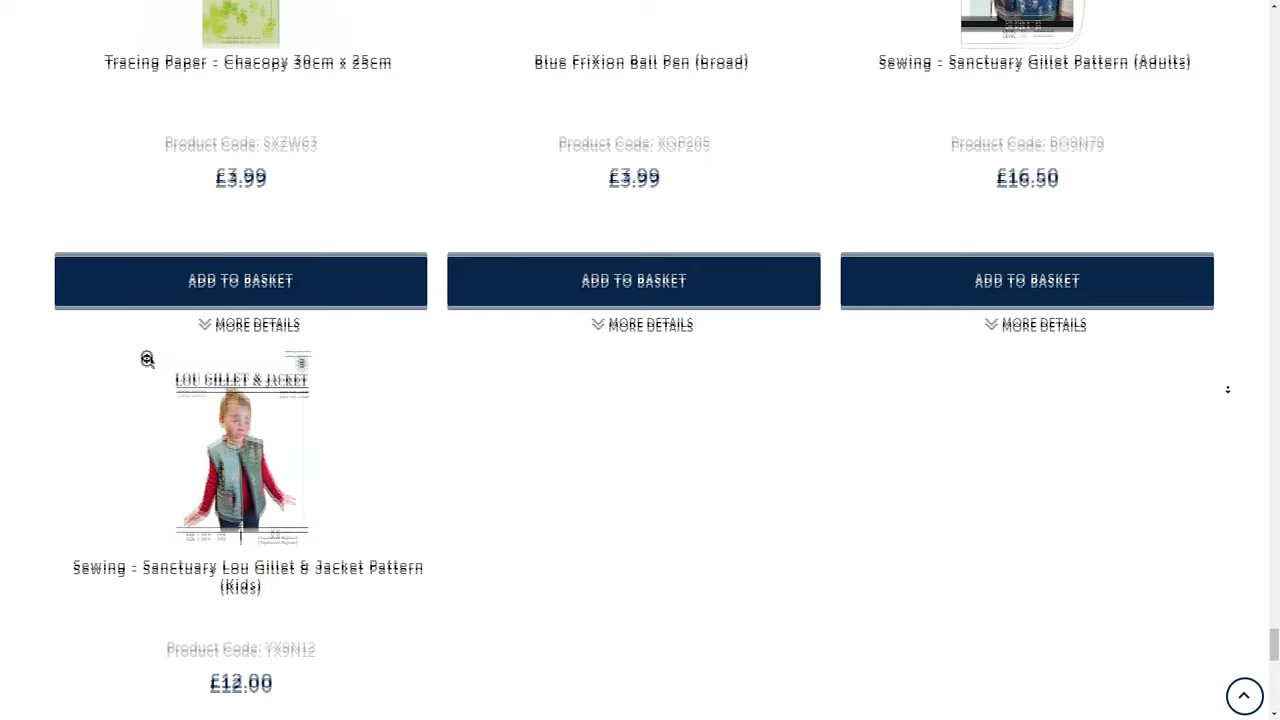 Tracing Paper - Chacopy 30cm x 25cm
Blue FriXion Ball Pen (broad)
Sewing - Sanctuary Gillet Pattern (Adults)
Product Code: SXZW63
Product Code: XQP205
Product Code: BO9N79
£3.99
£3.99
£16.50
ADD TO BASKET
ADD TO BASKET
ADD TO BASKET
MORE DETAILS
MORE DETAILS
MORE DETAILS
LOU GILLET & JACKET
Sewing - Sanctuary Lou Gillet & Jacket Pattern
(Kids)
Product Code: YX9N12
£12.00